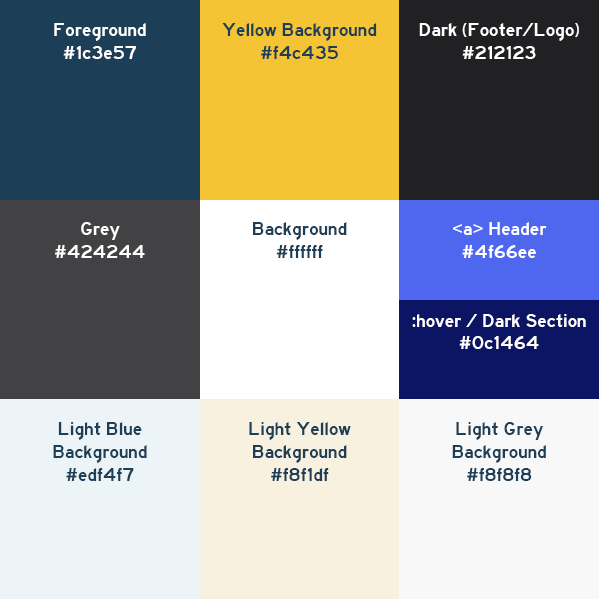 Foreground
#1c3e57
Yellow Background
#f4c435
Dark (Footer/Logo)
#212123
Grey
#424244
Background
#ffffff
<a> Header
#4f66ee
:hover / Dark Section
#0c1464
Light Blue
Background
#edf4f7
Light Yellow
Background
#f8f1df
Light Grey
Background
#f8f8f8